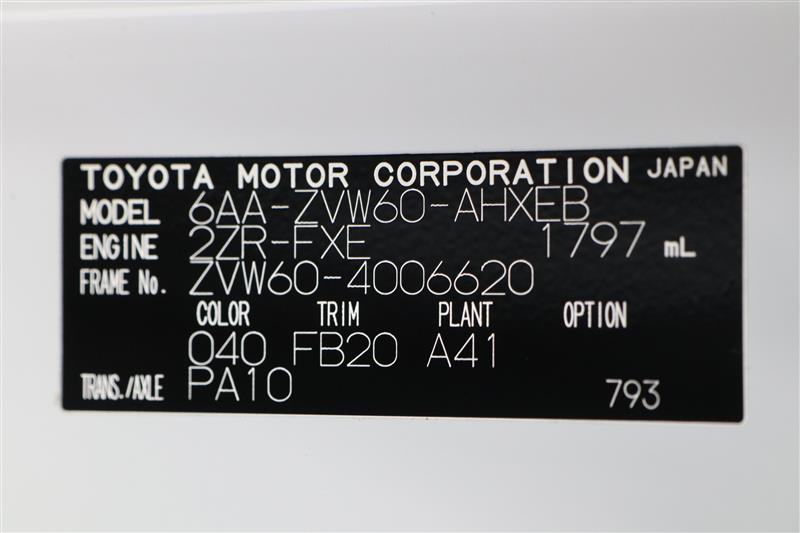 TOYOTA MOTOR CORPORATION JAPAN
MODEL 6AA-ZVW60-AHXEB
ENGINE 2ZR-FXE 1797 mL
FRAME No. ZVW60-4006620
COLOR TRIM PLANT OPTION
040 FB20 A41
TRANS./AXLE PA10 793